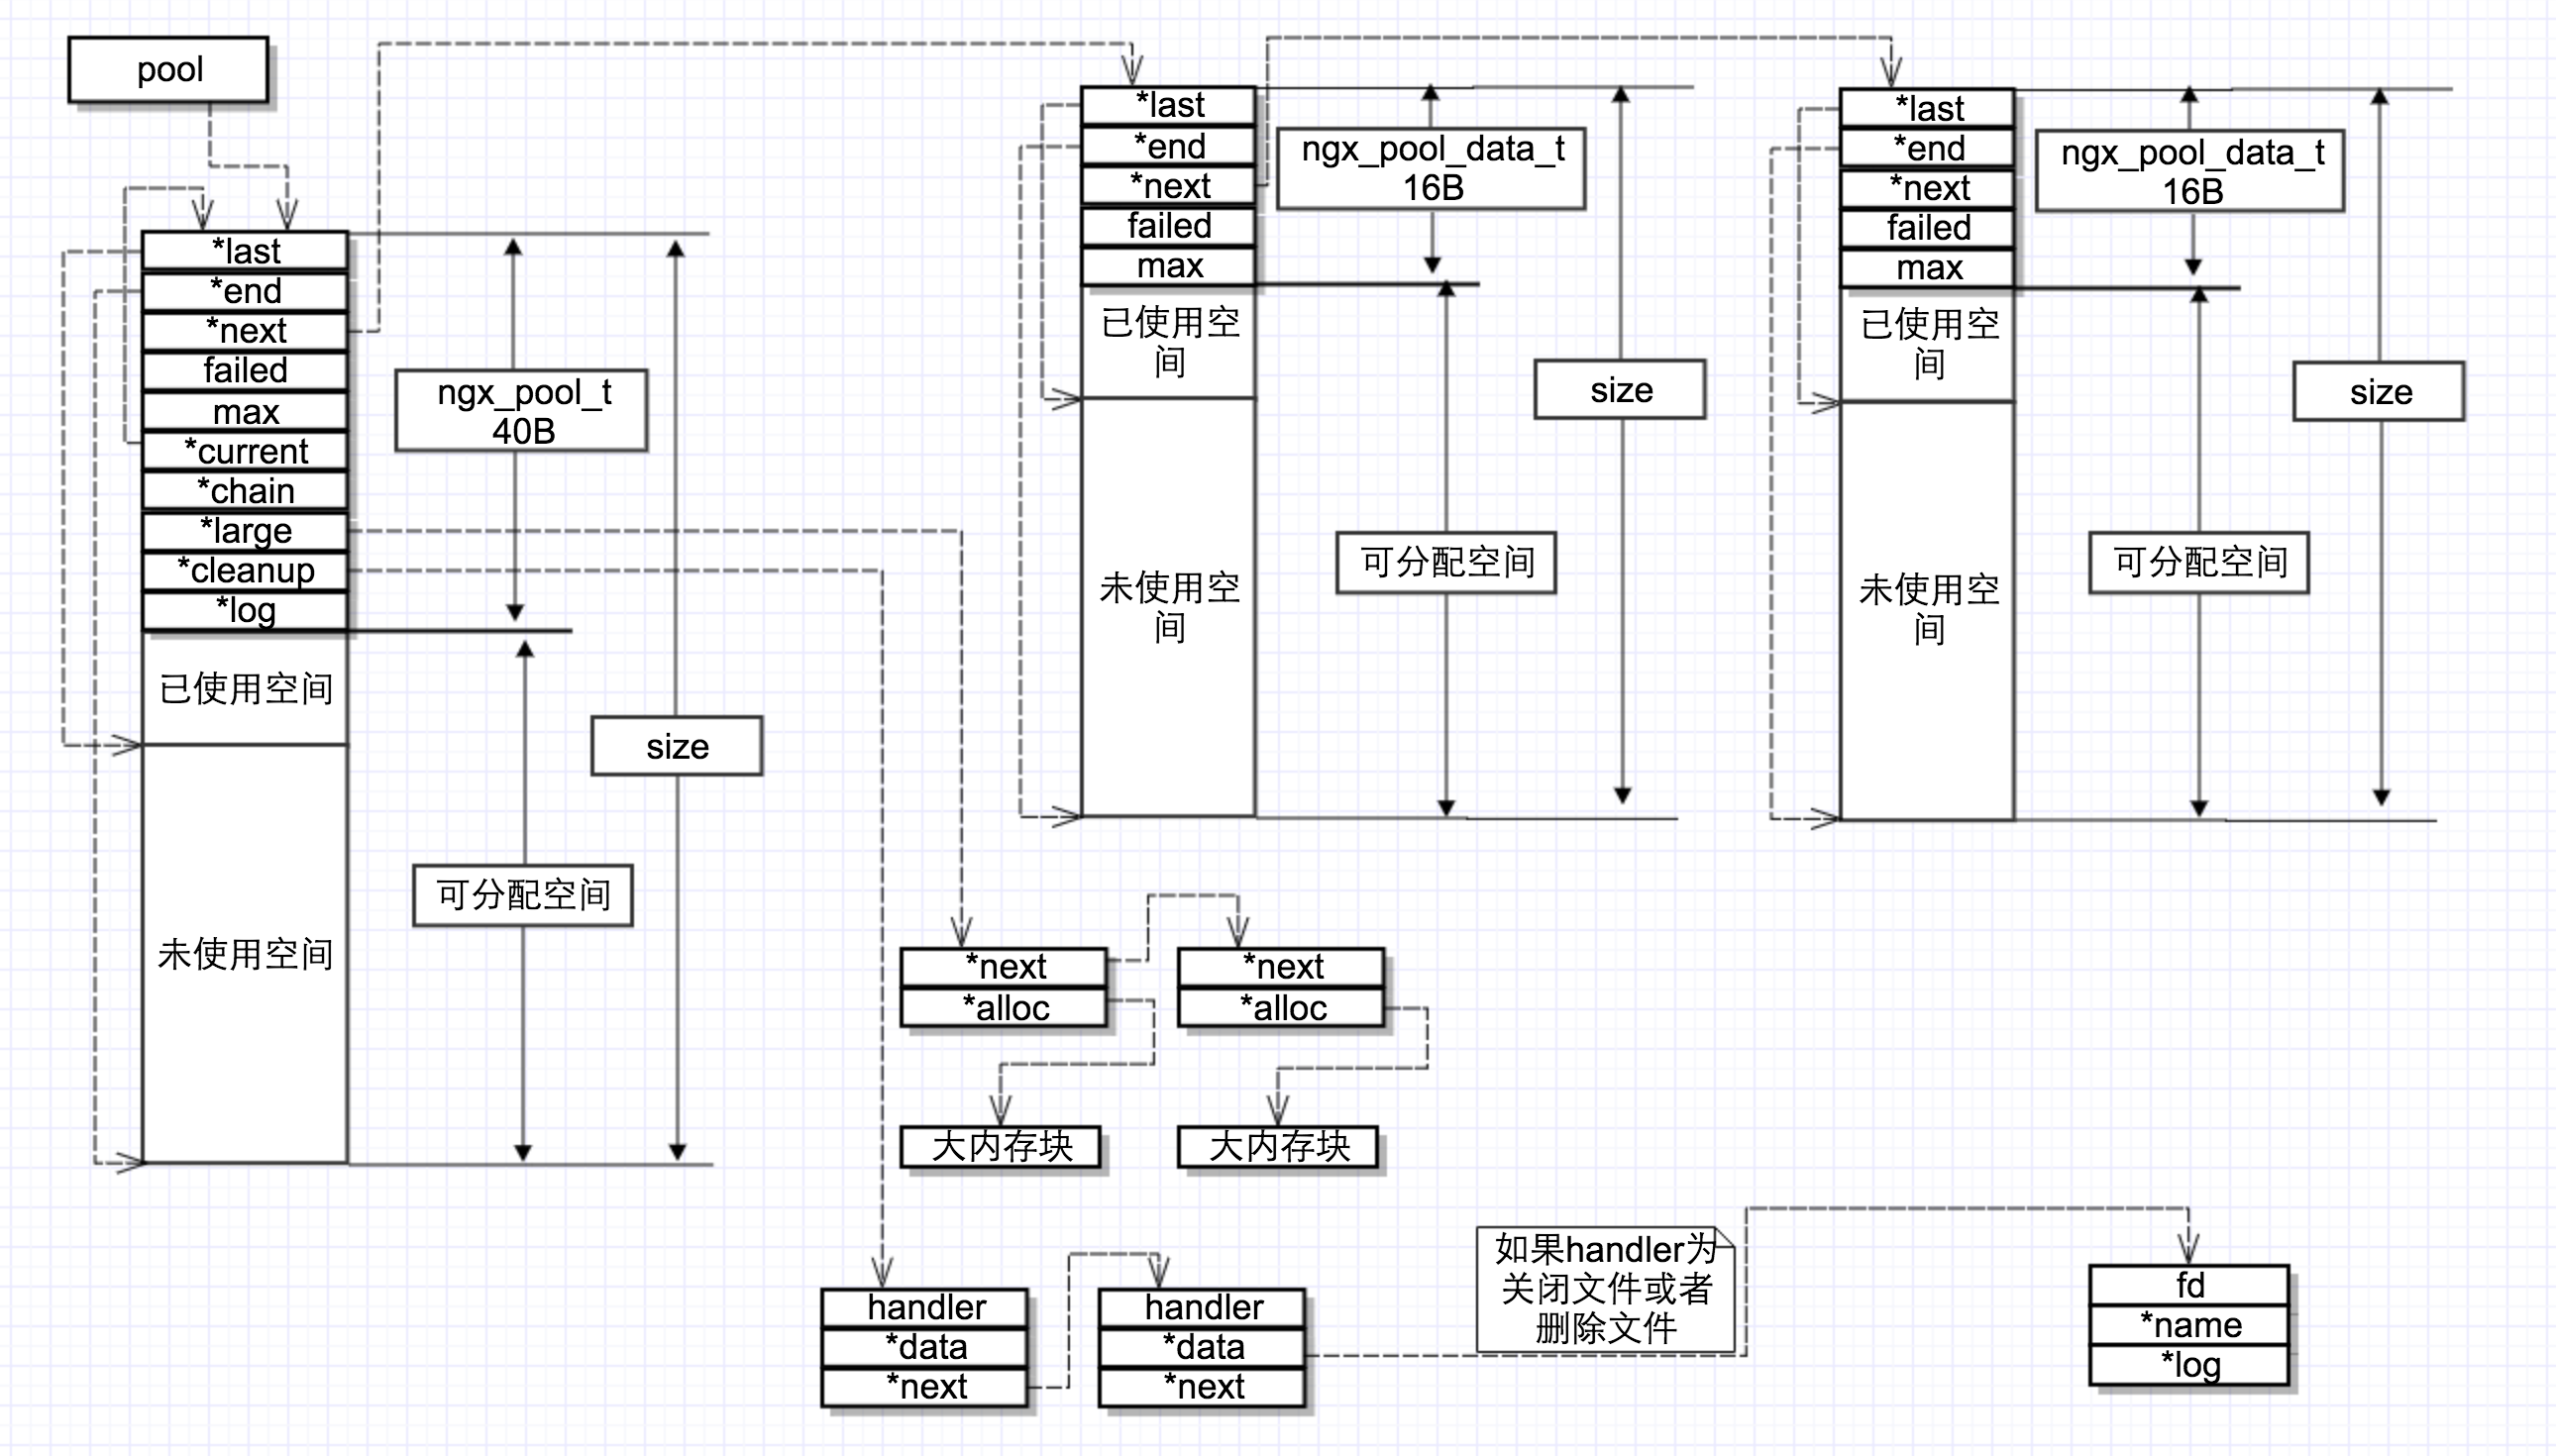 pool
*last
*end
*next
failed
max
*current
*chain
*large
*cleanup
*log
已使用空间
未使用空间
ngx_pool_t
40B
size
可分配空间
*last
*end
*next
failed
max
已使用空
间
未使用空
间
ngx_pool_data_t
16B
size
可分配空间
*last
*end
*next
failed
max
已使用空
间
未使用空
间
ngx_pool_data_t
16B
size
可分配空间
*next
*alloc
*next
*alloc
大内存块
大内存块
handler
*data
*next
handler
*data
*next
如果handler为
关闭文件或者
删除文件
fd
*name
*log